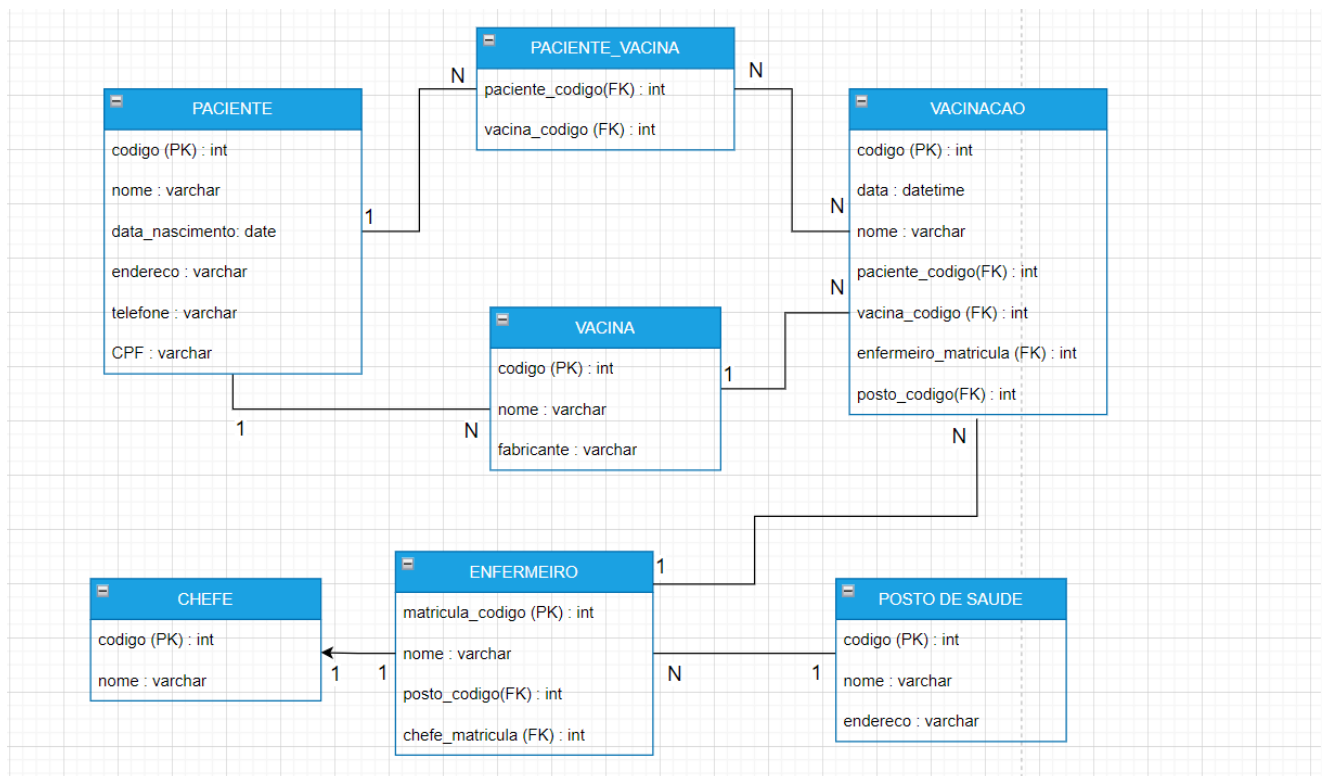 PACIENTE_VACINA
paciente_codigo(FK) : int
vacina_codigo (FK) : int
N
N
PACIENTE
codigo (PK) : int
nome : varchar
data_nascimento: date
endereco : varchar
telefone : varchar
CPF : varchar
1
1
VACINACAO
codigo (PK) : int
data : datetime
nome : varchar
paciente_codigo(FK) : int
vacina_codigo (FK) : int
enfermeiro_matricula (FK) : int
posto_codigo(FK) : int
N
N
N
VACINA
codigo (PK) : int
nome : varchar
fabricante : varchar
1
N
CHEFE
codigo (PK) : int
nome : varchar
1
1
ENFERMEIRO
matricula_codigo (PK) : int
nome : varchar
posto_codigo(FK) : int
chefe_matricula (FK) : int
1
N
1
POSTO DE SAUDE
codigo (PK) : int
nome : varchar
endereco : varchar